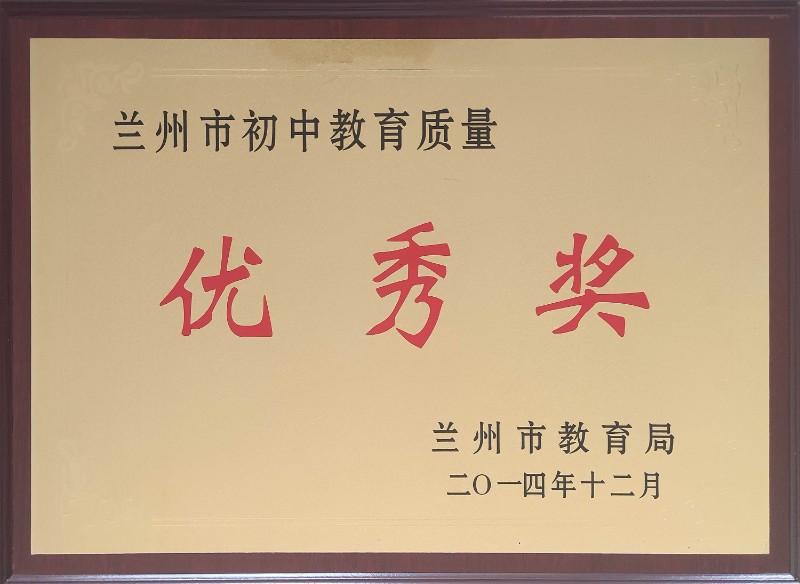 兰州市初中教育质量
优秀奖
兰州市教育局
二〇一四年十二月